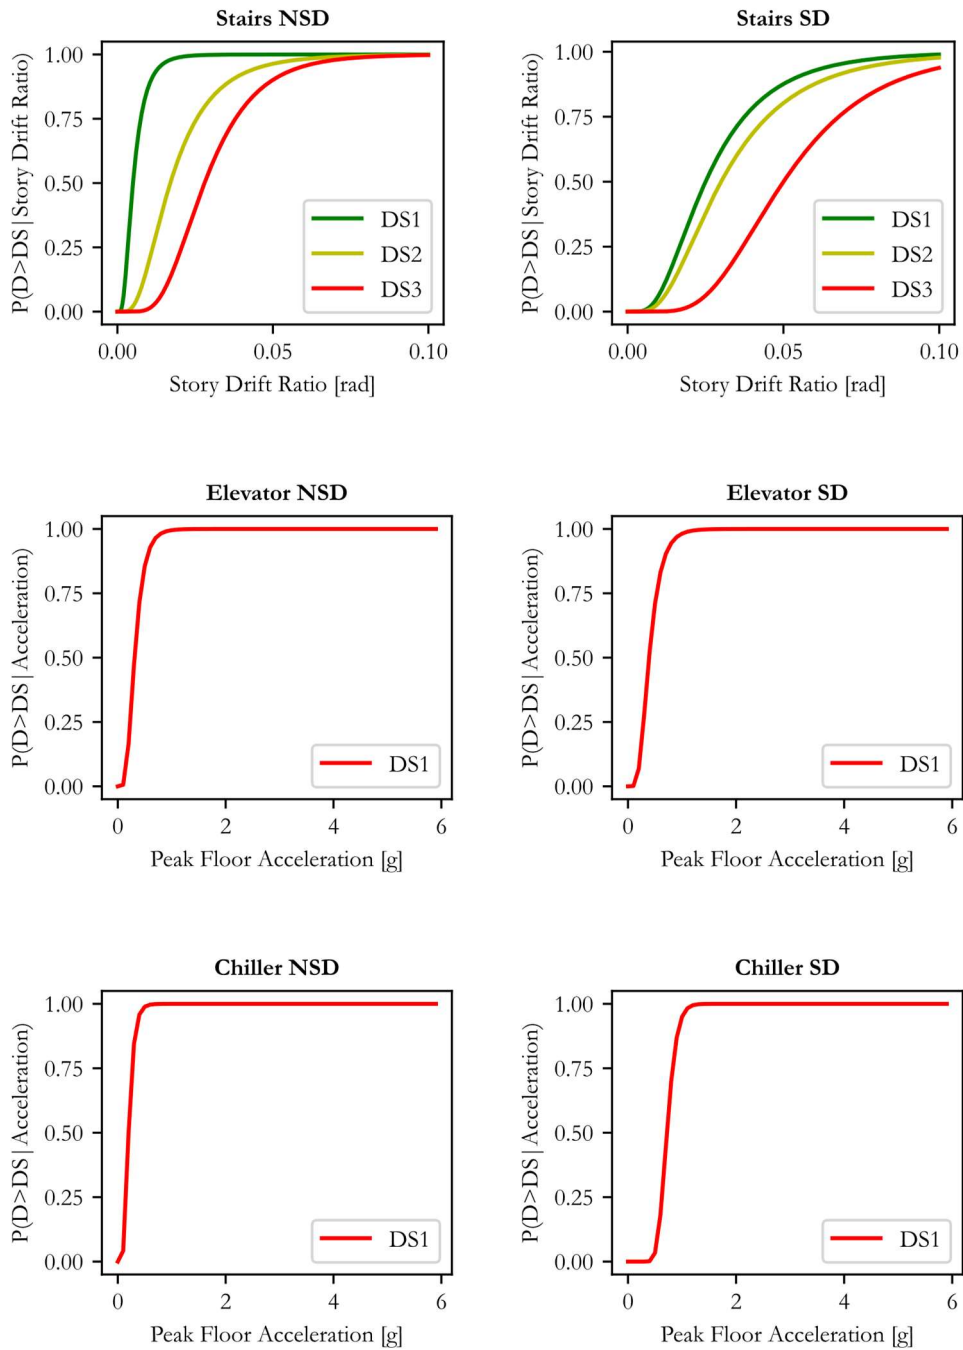 Stairs NSD
P(D>DS|Story Drift Ratio)
1.00
0.75
0.50
0.25
0.00
DS1
DS2
DS3
0.00 0.05 0.10
Story Drift Ratio [rad]
Stairs SD
P(D>DS|Story Drift Ratio)
1.00
0.75
0.50
0.25
0.00
DS1
DS2
DS3
0.00 0.05 0.10
Story Drift Ratio [rad]
Elevator NSD
P(D>DS|Acceleration)
1.00
0.75
0.50
0.25
0.00
DS1
0 2 4 6
Peak Floor Acceleration [g]
Elevator SD
P(D>DS|Acceleration)
1.00
0.75
0.50
0.25
0.00
DS1
0 2 4 6
Peak Floor Acceleration [g]
Chiller NSD
P(D>DS|Acceleration)
1.00
0.75
0.50
0.25
0.00
DS1
0 2 4 6
Peak Floor Acceleration [g]
Chiller SD
P(D>DS|Acceleration)
1.00
0.75
0.50
0.25
0.00
DS1
0 2 4 6
Peak Floor Acceleration [g]